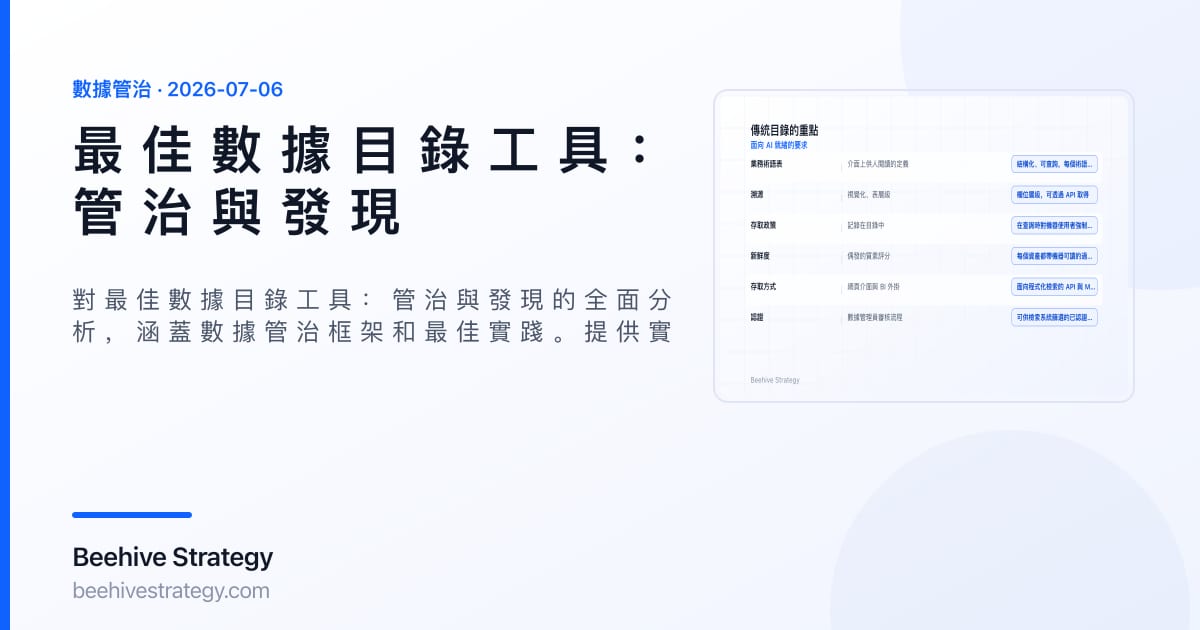 數據管治 · 2026-07-06
最佳數據目錄工具：
管治與發現
對最佳數據目錄工具：管治與發現的全面分
析，涵蓋數據管治框架和最佳實踐。提供實
Beehive Strategy
beehivestrategy.com
傳統目錄的重點
面向 AI 就緒的要求
業務術語表 介面上供人閱讀的定義 結構化、可查詢、每個術語...
溯源 視覺化、表層級 欄位層級，可透過 API 取得
存取政策 記錄在目錄中 在查詢時對機器使用者強制...
新鮮度 偶發的質素評分 每個資產都帶機器可讀的過...
存取方式 網頁介面與 BI 外掛 面向程式化檢索的 API 與 M...
認證 數據管理員審核流程 可供檢索系統篩選的已認證...
Beehive Strategy